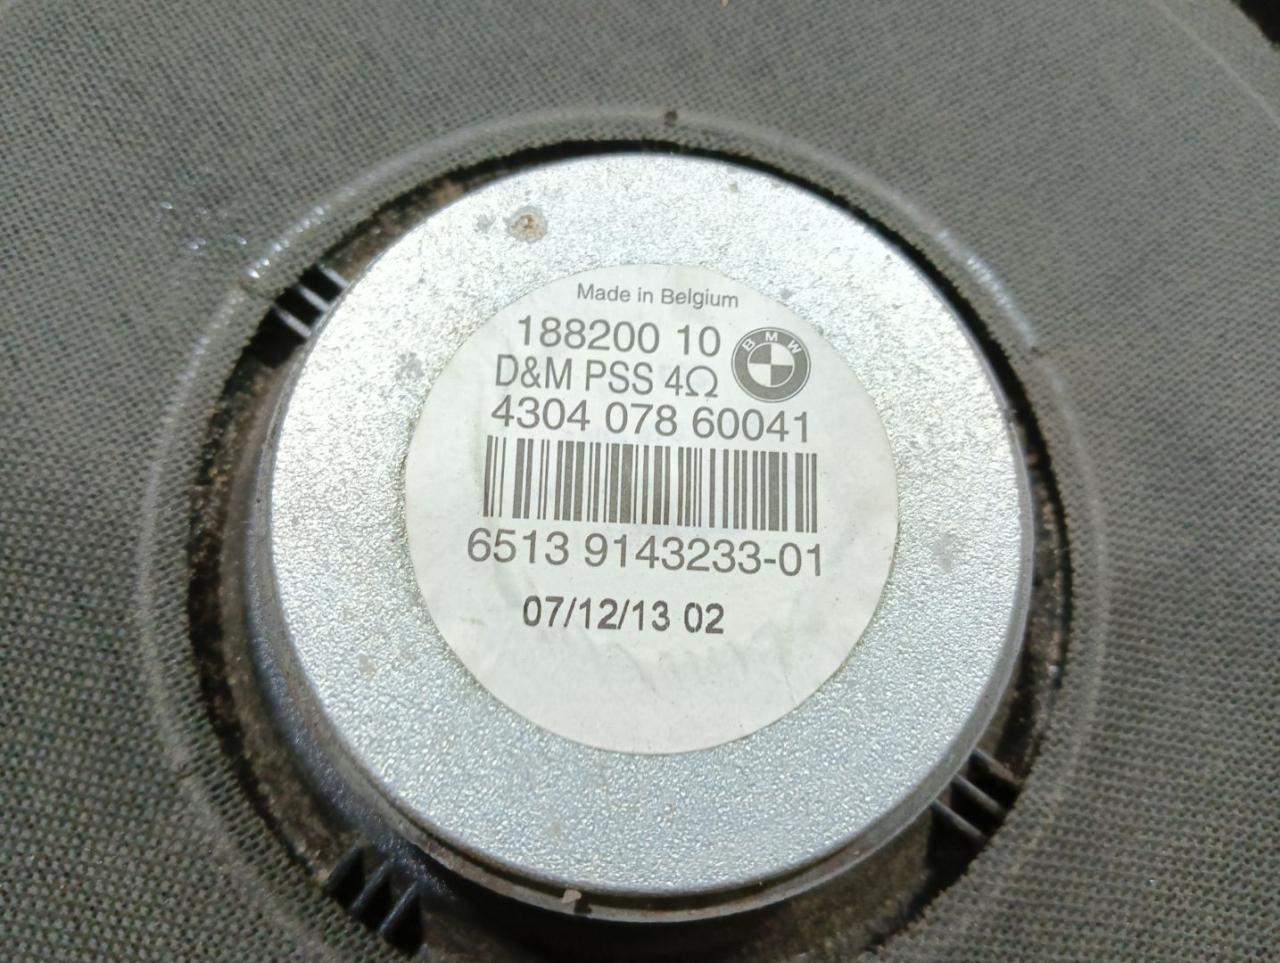 Made in Belgium
188200 10
BMW
D&M PSS 4Ω
4304 078 60041
6513 9143233-01
07/12/13 02